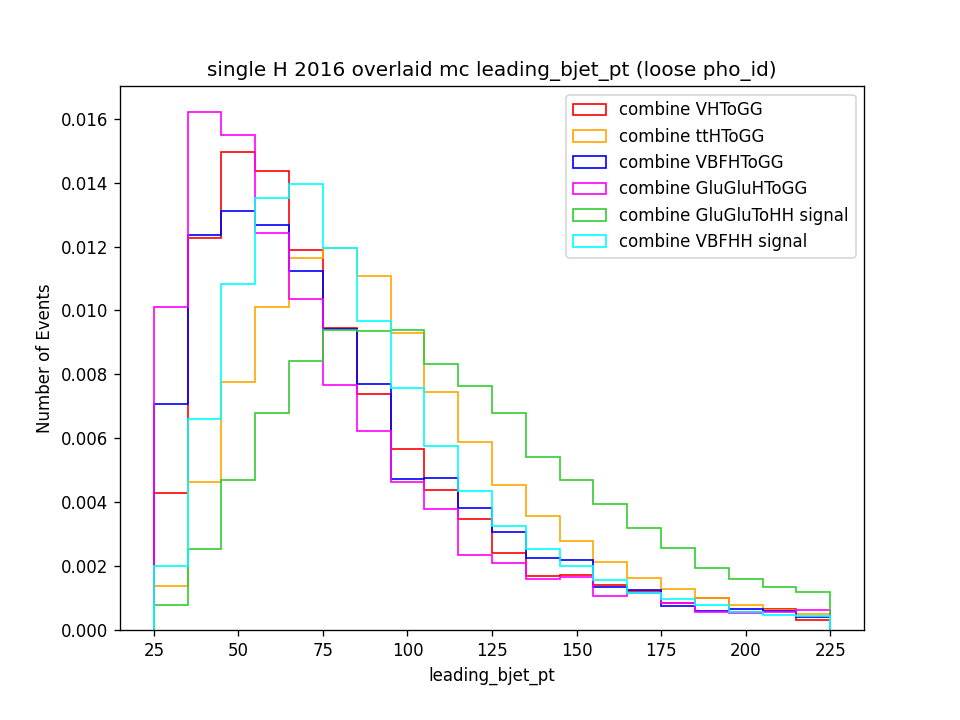 single H 2016 overlaid mc leading_bjet_pt (loose pho_id)
combine VHToGG
combine ttHToGG
combine VBFHToGG
combine GluGluHToGG
combine GluGluToHH signal
combine VBFHH signal
Number of Events
0.016
0.014
0.012
0.010
0.008
0.006
0.004
0.002
0.000
25 50 75 100 125 150 175 200 225
leading_bjet_pt